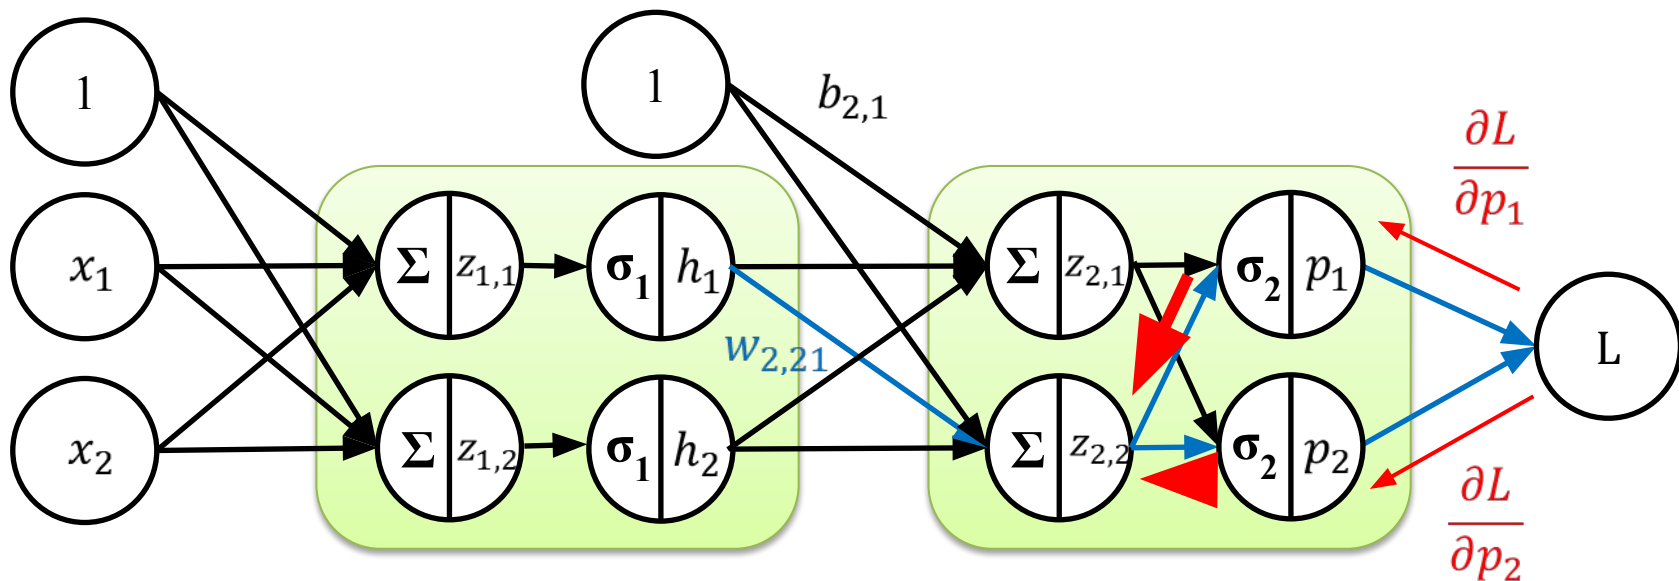 1
1
b₂,₁
∂L
∂p₁
x₁
Σ z₁,₁
σ₁ h₁
Σ z₂,₁
σ₂ p₁
w₂,₂₁
L
x₂
Σ z₁,₂
σ₁ h₂
Σ z₂,₂
σ₂ p₂
∂L
∂p₂